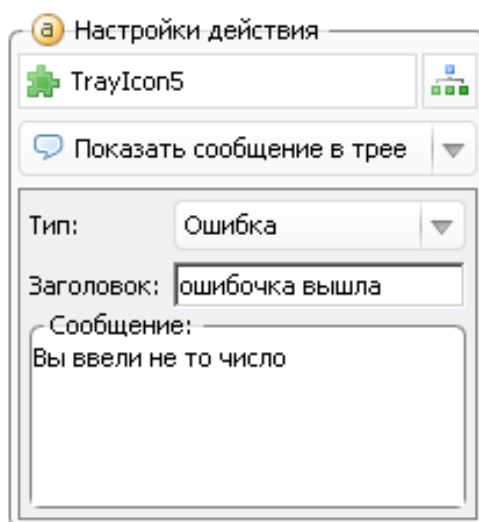 a Настройки действия
TrayIcon5
Показать сообщение в трее
Тип: Ошибка
Заголовок: ошибочка вышла
Сообщение:
Вы ввели не то число